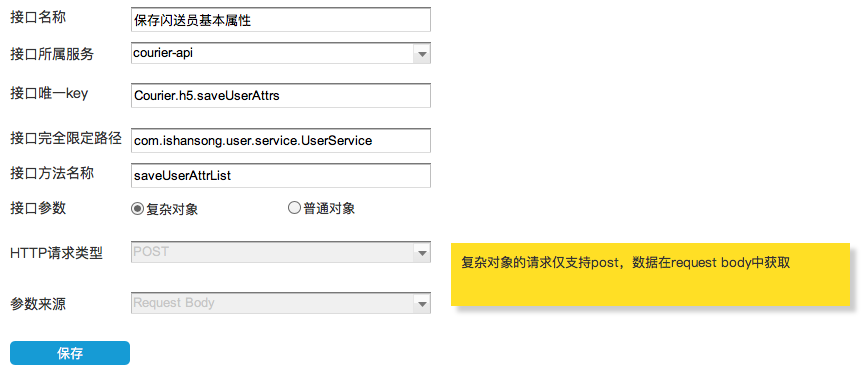 接口名称 保存闪送员基本属性
接口所属服务 courier-api
接口唯一key Courier.h5.saveUserAttrs
接口完全限定路径 com.ishansong.user.service.UserService
接口方法名称 saveUserAttrList
接口参数 复杂对象 普通对象
HTTP请求类型 POST 复杂对象的请求仅支持post，数据在request body中获取
参数来源 Request Body
保存